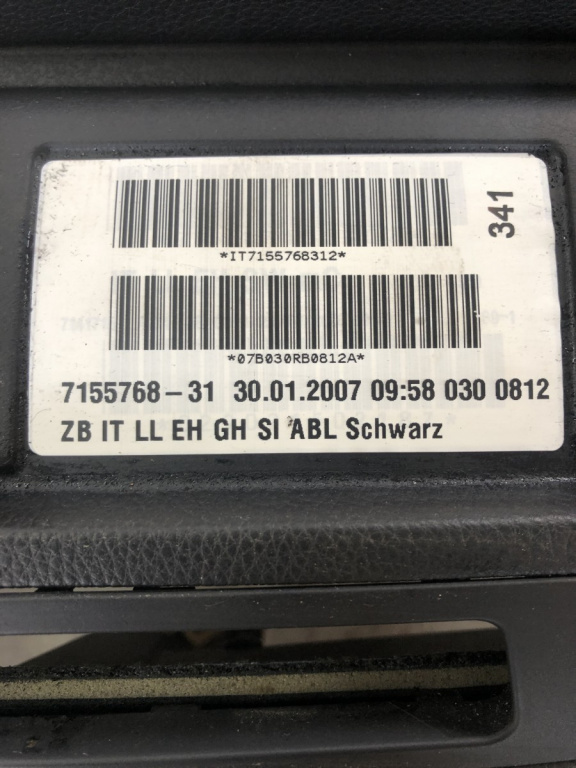 341
*IT7155768312*
*07B030RB0812A*
7155768-31 30.01.2007 09:58 030 0812
ZB IT LL EH GH SI ABL Schwarz